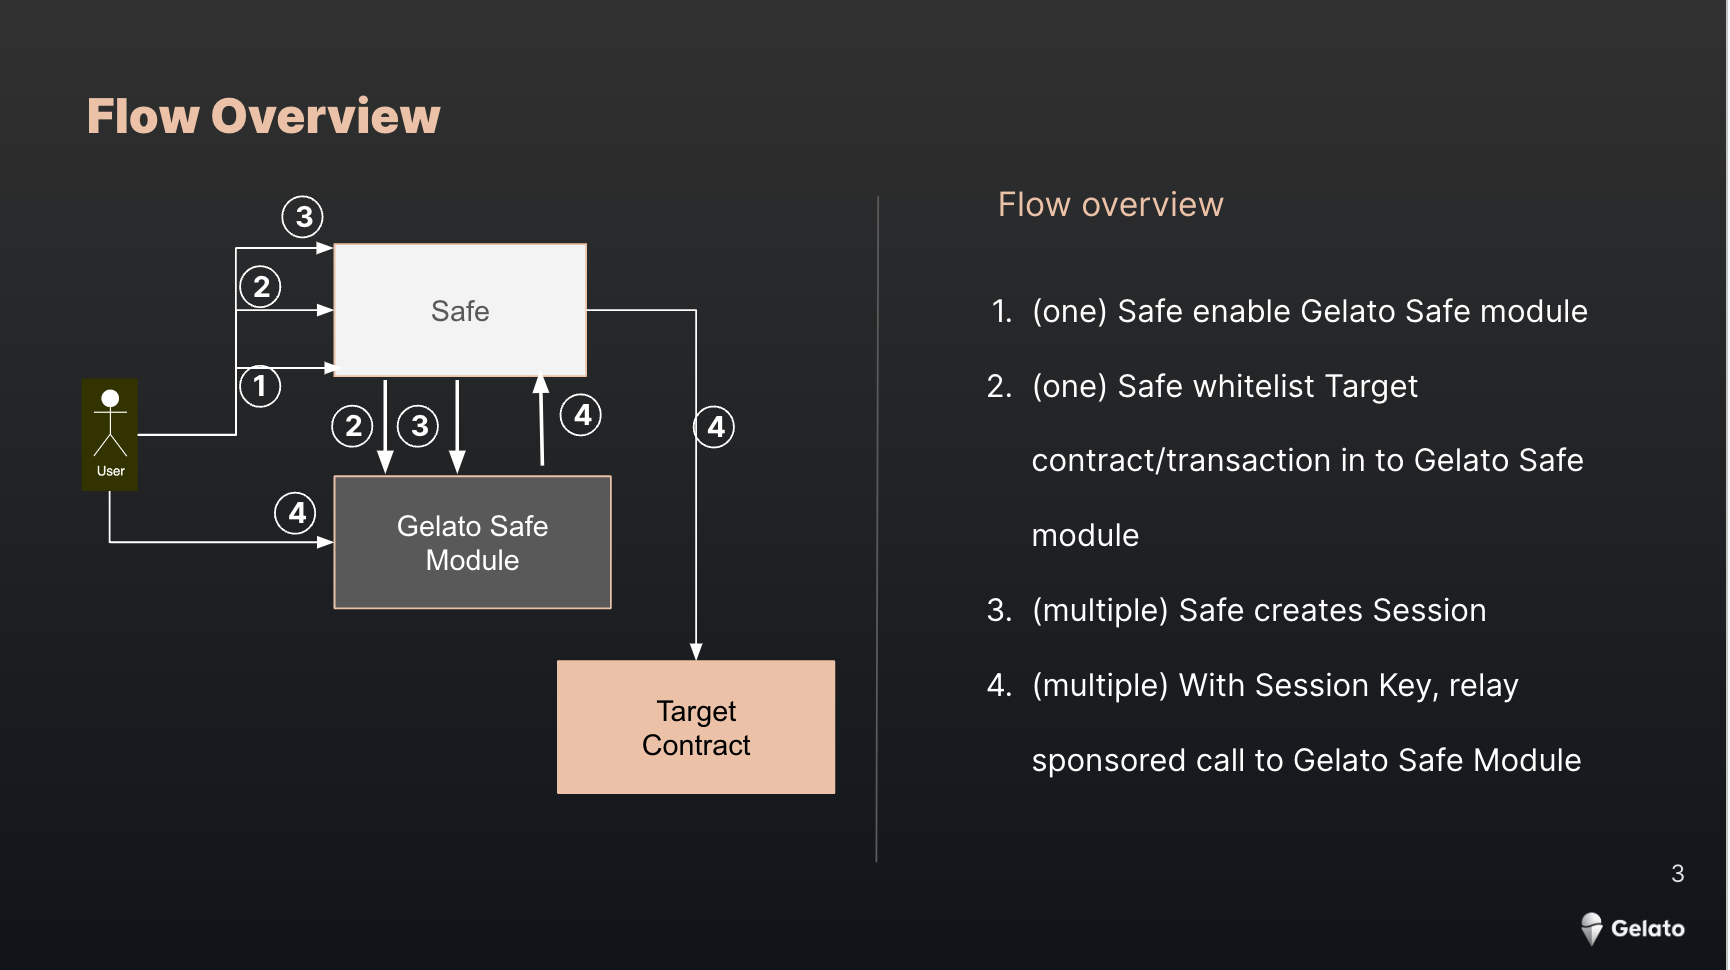 Flow Overview
3
2
1
Safe
2
3
4
4
User
4
Gelato Safe
Module
Target
Contract
Flow overview
1. (one) Safe enable Gelato Safe module
2. (one) Safe whitelist Target
contract/transaction in to Gelato Safe
module
3. (multiple) Safe creates Session
4. (multiple) With Session Key, relay
sponsored call to Gelato Safe Module
3
Gelato